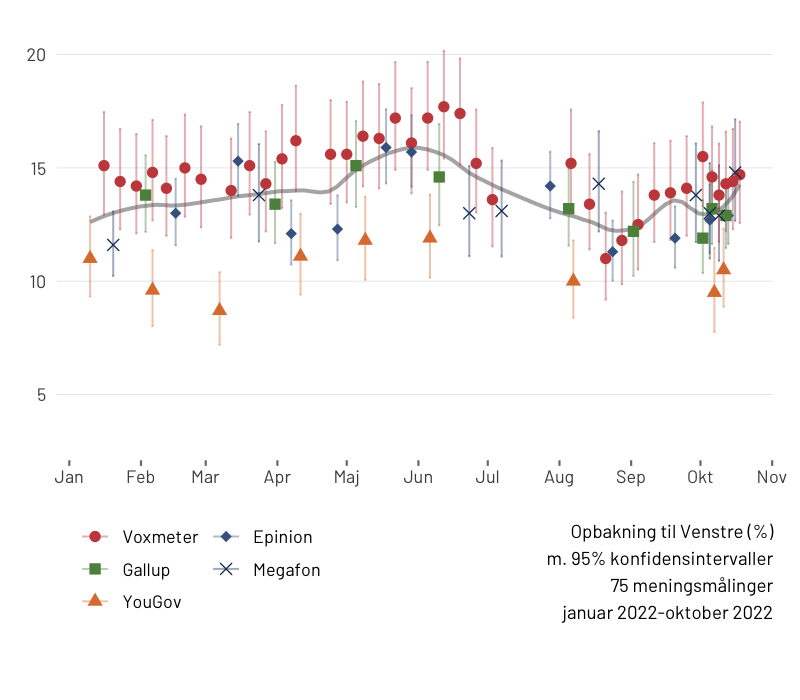 20
15
10
5
Jan Feb Mar Apr Maj Jun Jul Aug Sep Okt Nov
Voxmeter Epinion
Gallup Megafon
YouGov
Opbakning til Venstre (%)
m. 95% konfidensintervaller
75 meningsmålinger
januar 2022-oktober 2022